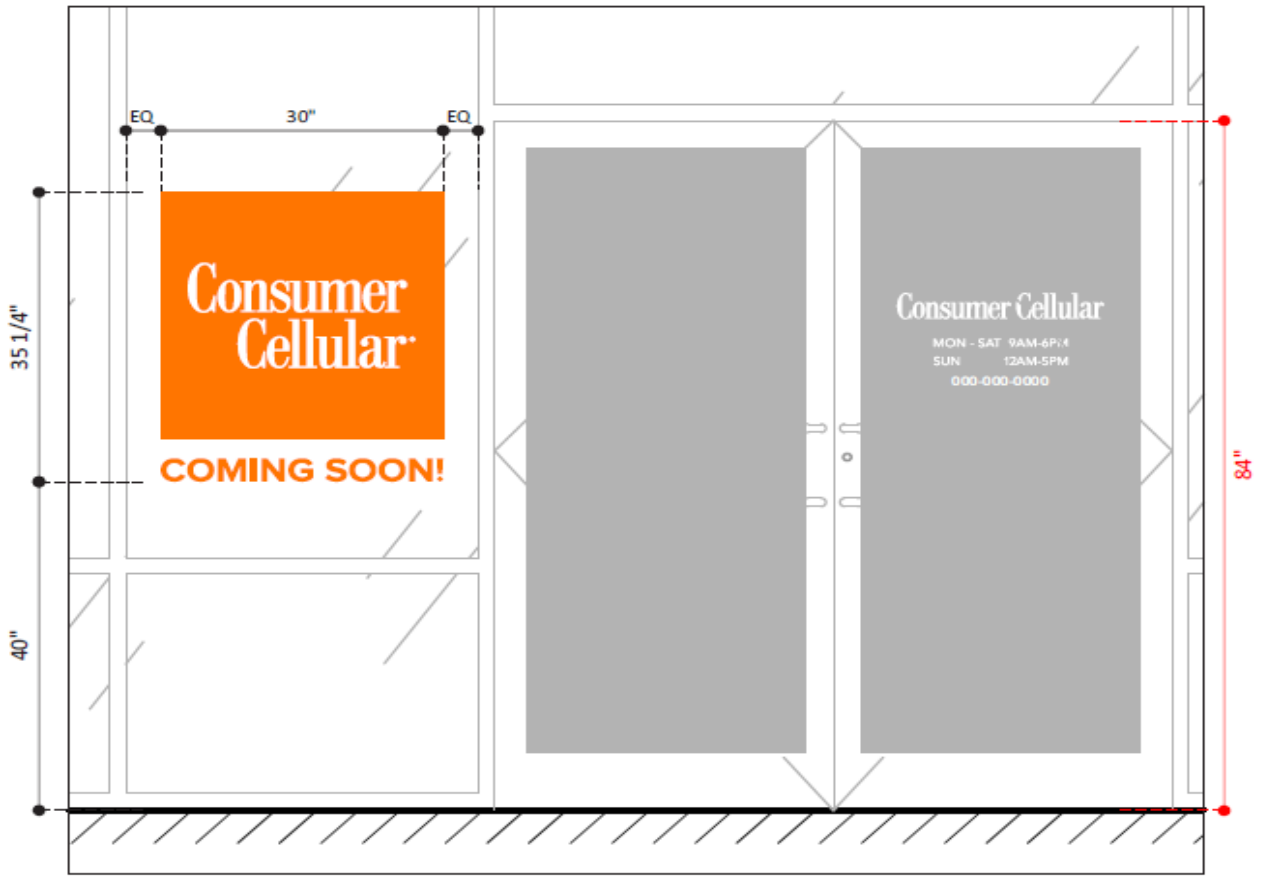 EQ 30" EQ
35 1/4"
Consumer
Cellular
COMING SOON!
40"
Consumer Cellular
MON - SAT 9AM-6PM
SUN 12AM-5PM
000-000-0000
84"